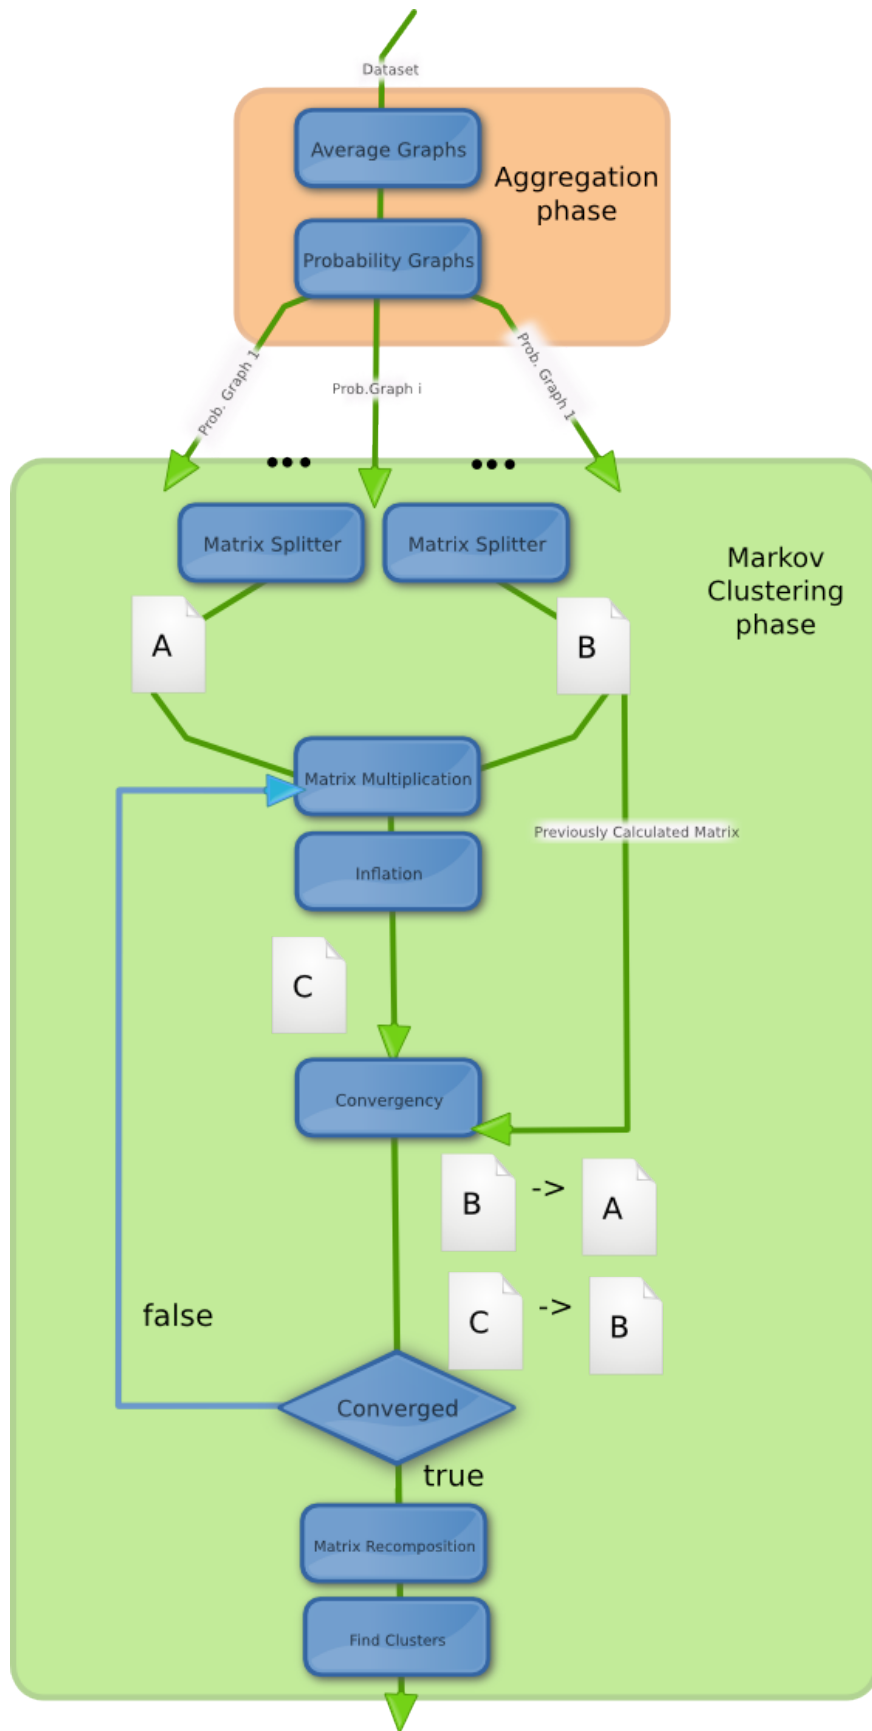 Dataset
Average Graphs
Aggregation
phase
Probability Graphs
Prob. Graph 1
Prob.Graph i
Prob. Graph 1
... ...
Matrix Splitter
Matrix Splitter
Markov
Clustering
phase
A
B
Matrix Multiplication
Previously Calculated Matrix
Inflation
C
Convergency
B -> A
C -> B
false
Converged
true
Matrix Recomposition
Find Clusters